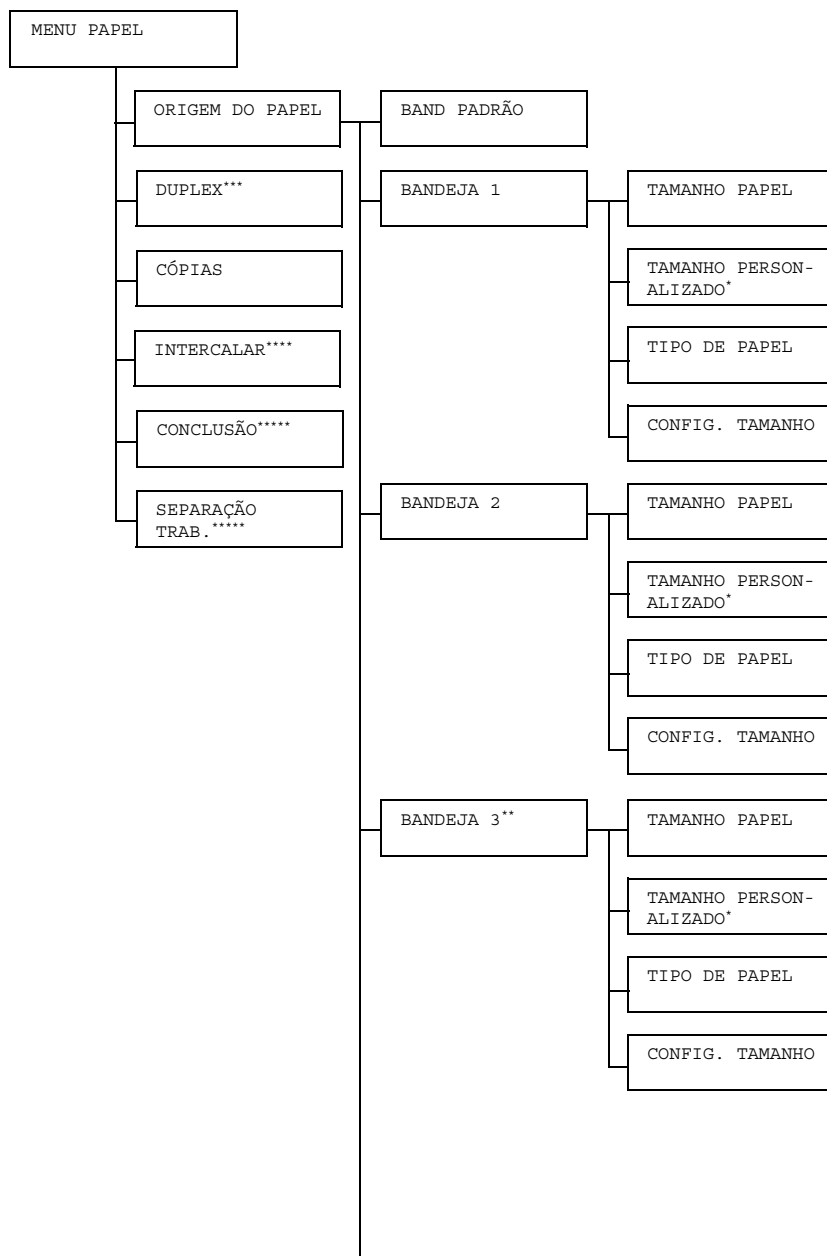 MENU PAPEL
ORIGEM DO PAPEL
DUPLEX***
CÓPIAS
INTERCALAR****
CONCLUSÃO*****
SEPARAÇÃO
TRAB.*****
BAND PADRÃO
BANDEJA 1
TAMANHO PAPEL
TAMANHO PERSON-
ALIZADO*
TIPO DE PAPEL
CONFIG. TAMANHO
BANDEJA 2
TAMANHO PAPEL
TAMANHO PERSON-
ALIZADO*
TIPO DE PAPEL
CONFIG. TAMANHO
BANDEJA 3**
TAMANHO PAPEL
TAMANHO PERSON-
ALIZADO*
TIPO DE PAPEL
CONFIG. TAMANHO